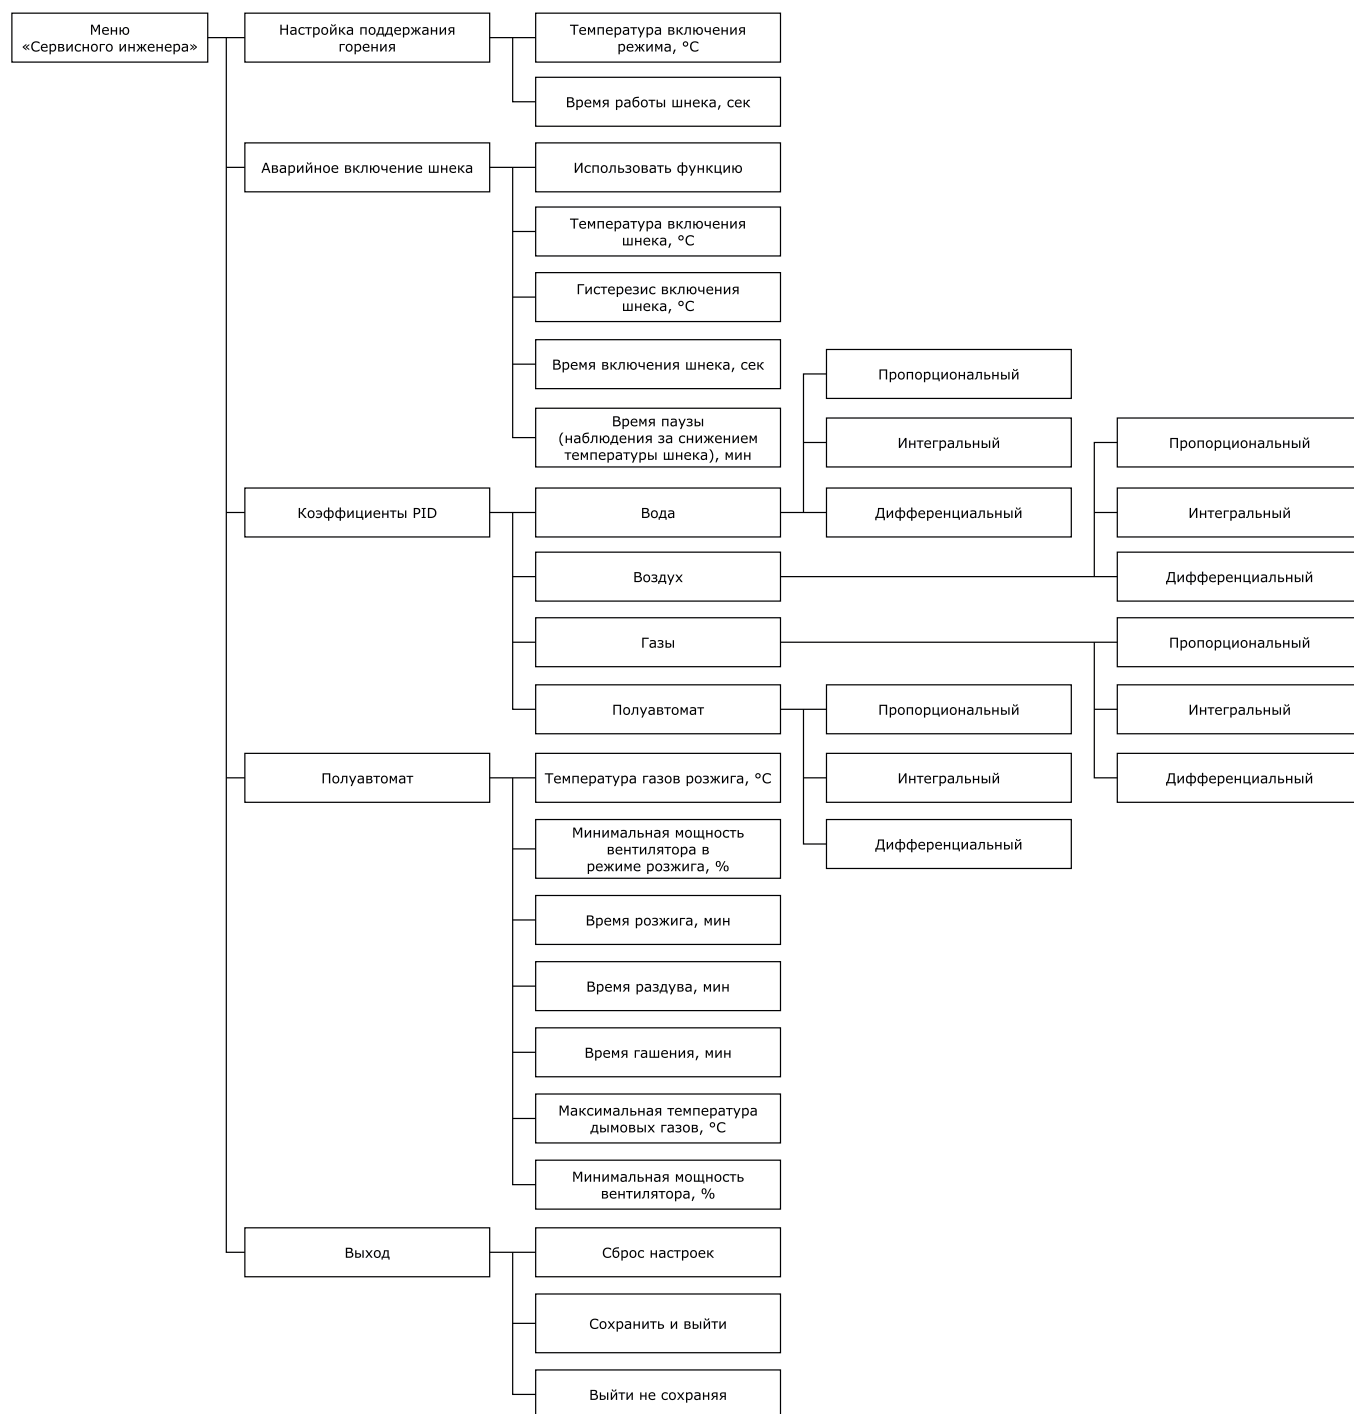 Меню
«Сервисного инженера»
Настройка поддержания
горения
Температура включения
режима, °С
Время работы шнека, сек
Аварийное включение шнека
Использовать функцию
Температура включения
шнека, °С
Гистерезис включения
шнека, °С
Время включения шнека, сек
Время паузы
(наблюдения за снижением
температуры шнека), мин
Коэффициенты PID
Вода
Пропорциональный
Интегральный
Дифференциальный
Воздух
Пропорциональный
Интегральный
Дифференциальный
Газы
Пропорциональный
Интегральный
Дифференциальный
Полуавтомат
Пропорциональный
Интегральный
Дифференциальный
Полуавтомат
Температура газов розжига, °С
Минимальная мощность
вентилятора в
режиме розжига, %
Время розжига, мин
Время раздува, мин
Время гашения, мин
Максимальная температура
дымовых газов, °С
Минимальная мощность
вентилятора, %
Выход
Сброс настроек
Сохранить и выйти
Выйти не сохраняя